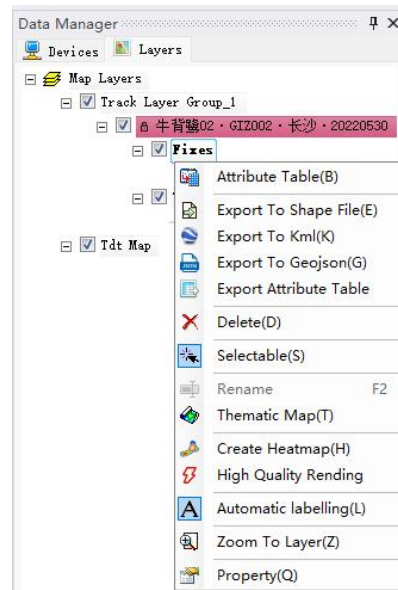 Data Manager
Devices Layers
Map Layers
Track Layer Group_1
牛背鹭02・GIZ002・长沙・20220530
Fixes
Attribute Table(B)
Export To Shape File(E)
Export To Kml(K)
Export To Geojson(G)
Export Attribute Table
Tdt Map
Delete(D)
Selectable(S)
Rename F2
Thematic Map(T)
Create Heatmap(H)
High Quality Rending
Automatic labelling(L)
Zoom To Layer(Z)
Property(Q)